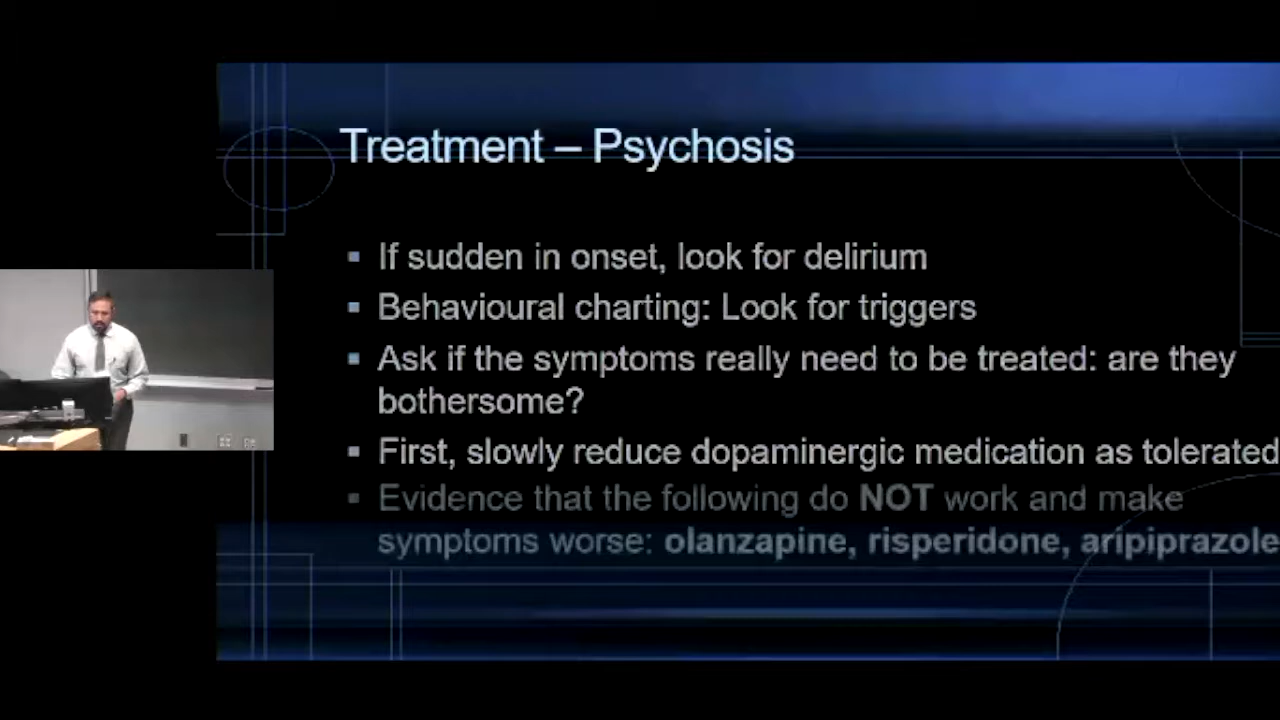 Treatment – Psychosis
▪ If sudden in onset, look for delirium
▪ Behavioural charting: Look for triggers
▪ Ask if the symptoms really need to be treated: are they
bothersome?
▪ First, slowly reduce dopaminergic medication as tolerated
▪ Evidence that the following do NOT work and make
symptoms worse: olanzapine, risperidone, aripiprazole